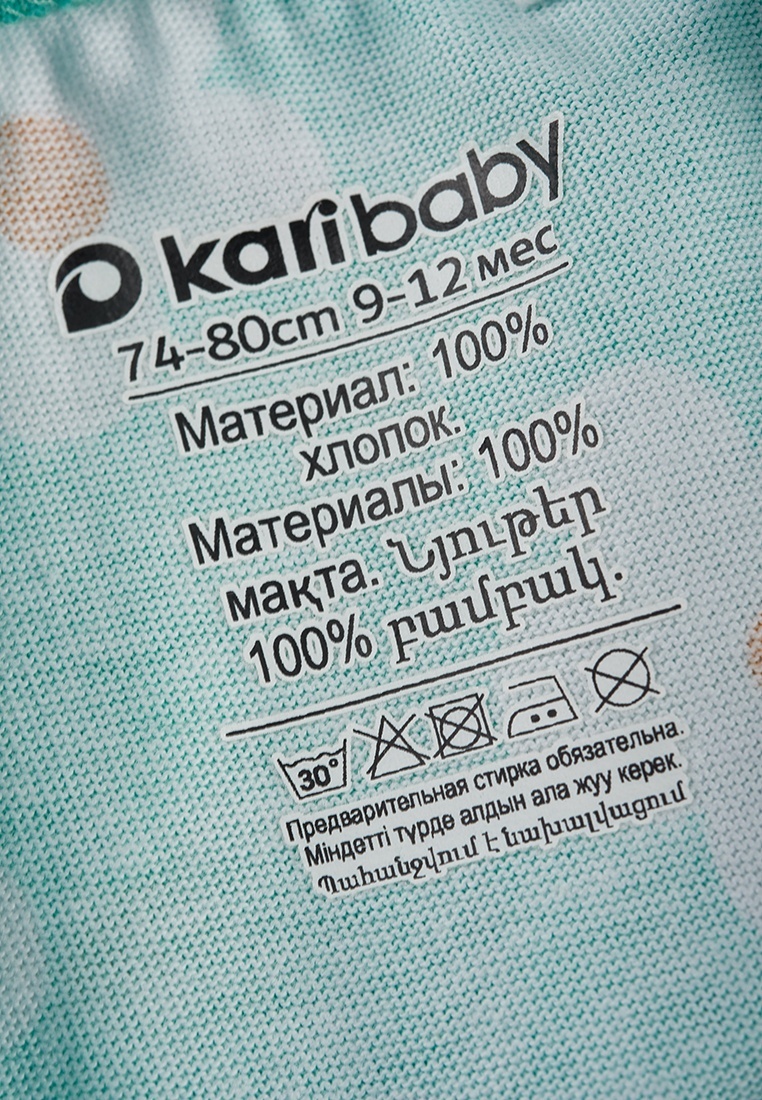 kari baby
74-80cm 9-12 мес
Материал: 100%
хлопок.
Материалы: 100%
мақта. Նյութեր
100% բամբակ.
30°
Предварительная стирка обязательна.
Міндетті түрде алдын ала жуу керек.
Պահանջվում է նախալվացում